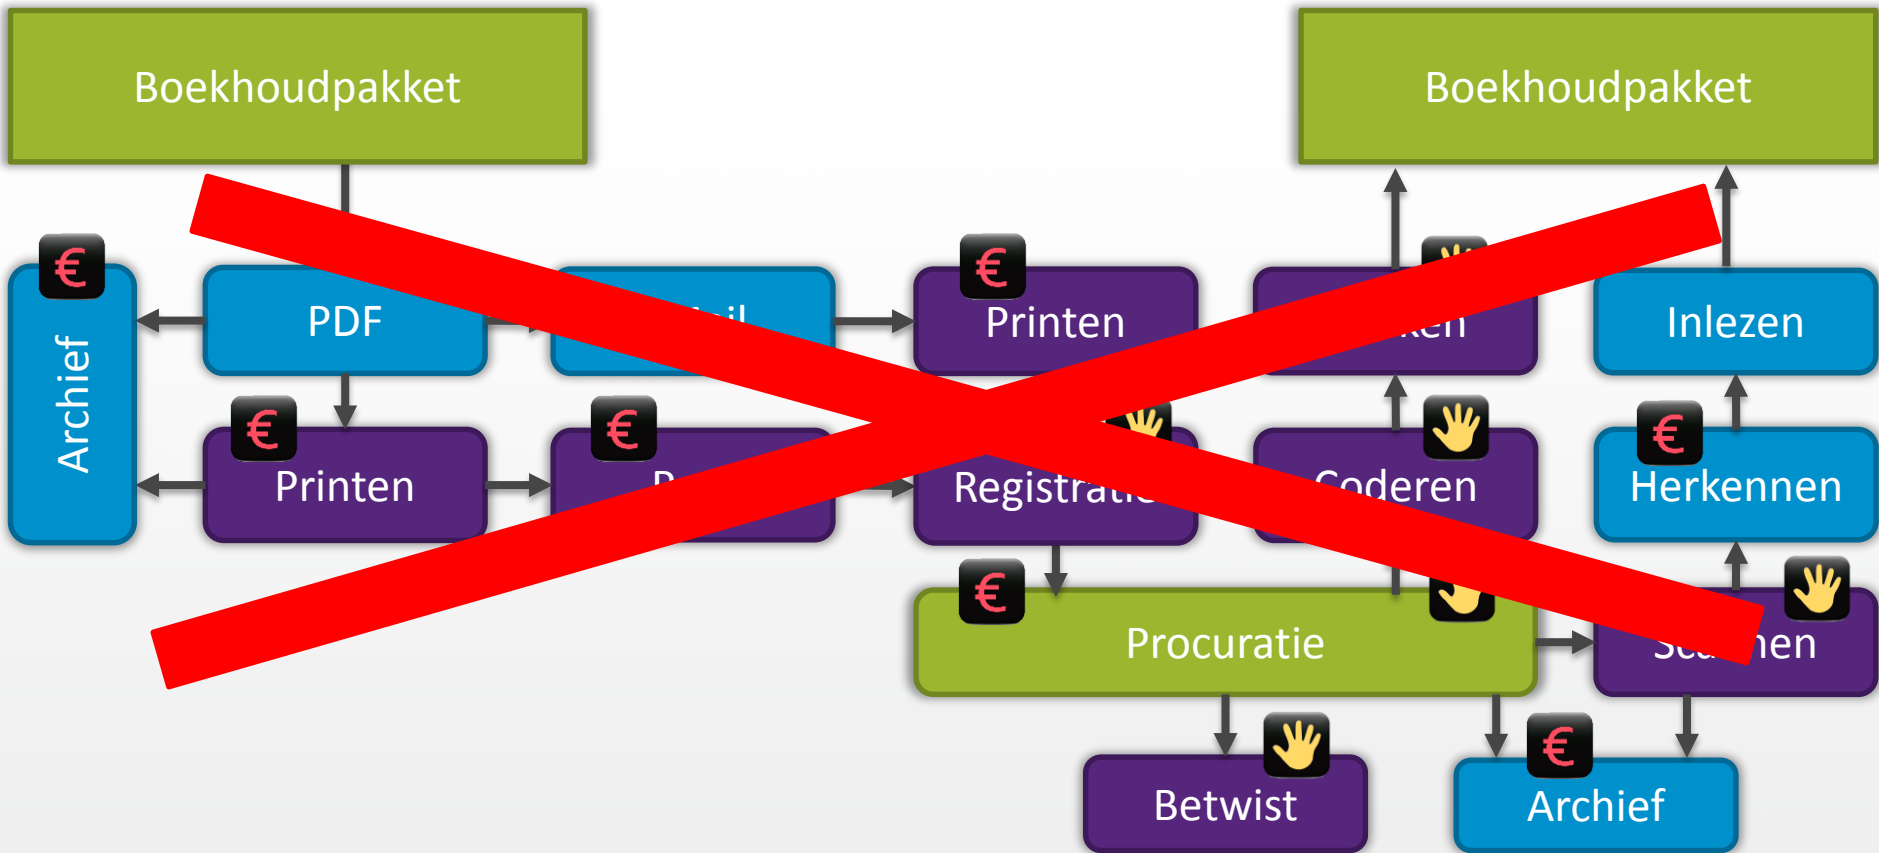 Boekhoudpakket
Boekhoudpakket
€
€
Archief
PDF
Printen
Inlezen
€
€
€
Printen
Registratie
Coderen
Herkennen
€
Procuratie
Betwist
€
Archief